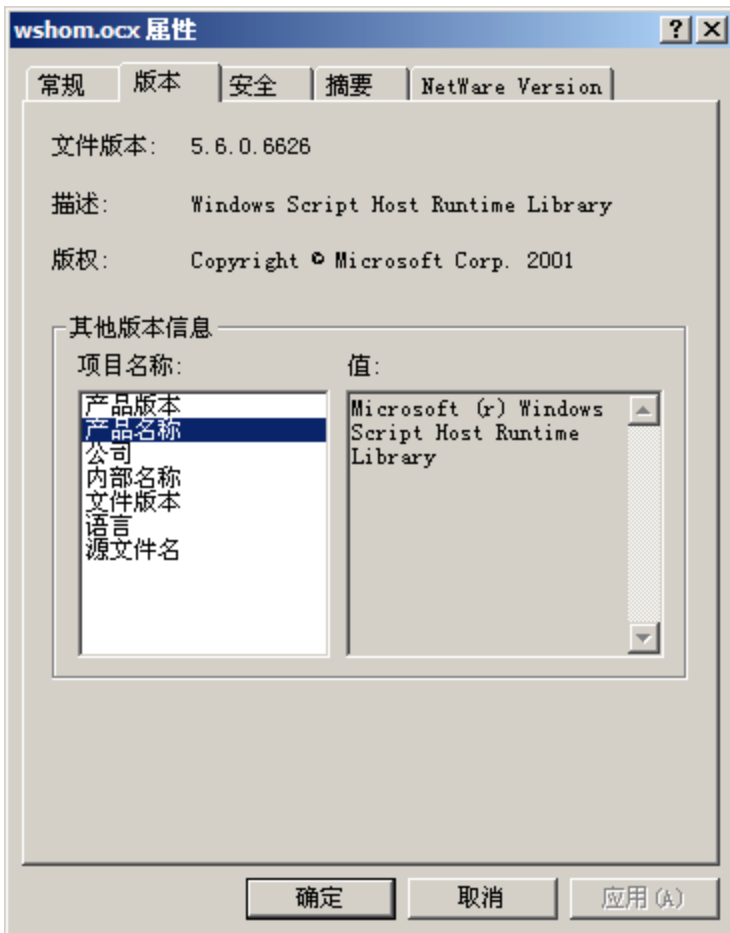 wshom.ocx 属性
常规 版本 安全 摘要 NetWare Version
文件版本: 5.6.0.6626
描述: Windows Script Host Runtime Library
版权: Copyright © Microsoft Corp. 2001
其他版本信息
项目名称: 值:
产品版本
产品名称
公司
内部名称
文件版本
语言
源文件名
Microsoft (r) Windows
Script Host Runtime
Library
确定 取消 应用(A)